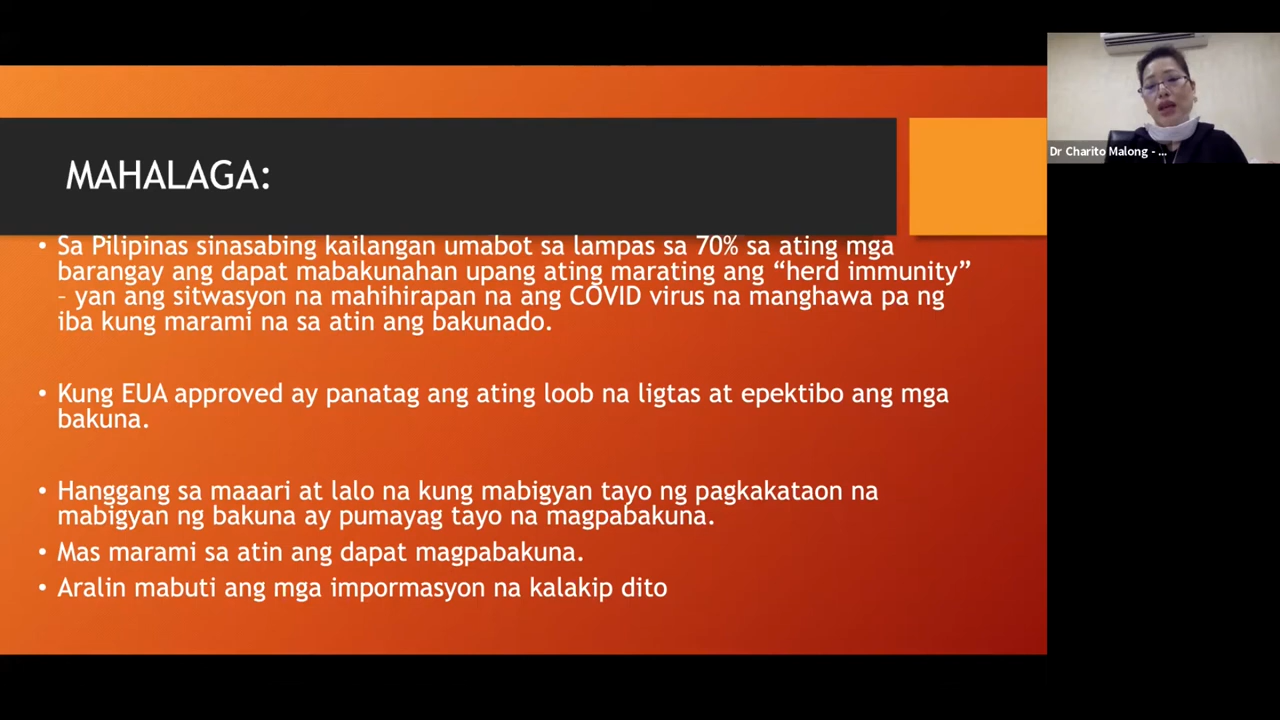 MAHALAGA:
• Sa Pilipinas sinasabing kailangan umabot sa lampas sa 70% sa ating mga
barangay ang dapat mabakunahan upang ating marating ang “herd immunity”
– yan ang sitwasyon na mahihirapan na ang COVID virus na manghawa pa ng
iba kung marami na sa atin ang bakunado.
• Kung EUA approved ay panatag ang ating loob na ligtas at epektibo ang mga
bakuna.
• Hanggang sa maaari at lalo na kung mabigyan tayo ng pagkakataon na
mabigyan ng bakuna ay pumayag tayo na magpabakuna.
• Mas marami sa atin ang dapat magpabakuna.
• Aralin mabuti ang mga impormasyon na kalakip dito
Dr Charito Malong - ...